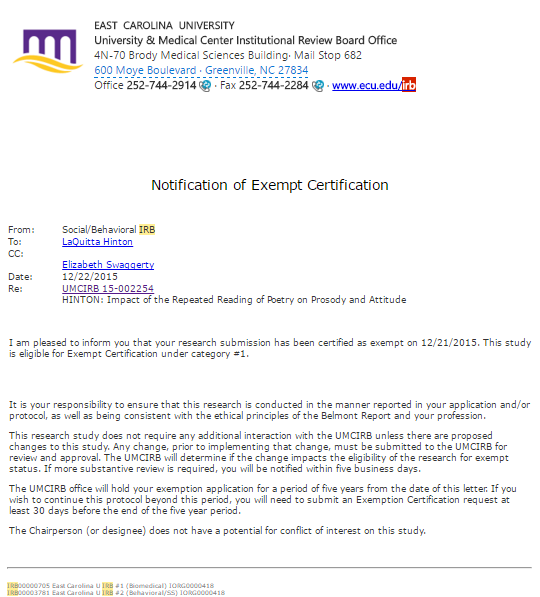 EAST CAROLINA UNIVERSITY
University & Medical Center Institutional Review Board Office
4N-70 Brody Medical Sciences Building· Mail Stop 682
600 Moye Boulevard · Greenville, NC 27834
Office 252-744-2914 · Fax 252-744-2284 · www.ecu.edu/irb
Notification of Exempt Certification
From: Social/Behavioral IRB
To: LaQuitta Hinton
CC:
Elizabeth Swaggerty
Date: 12/22/2015
Re: UMCIRB 15-002254
HINTON: Impact of the Repeated Reading of Poetry on Prosody and Attitude
I am pleased to inform you that your research submission has been certified as exempt on 12/21/2015. This study
is eligible for Exempt Certification under category #1.
It is your responsibility to ensure that this research is conducted in the manner reported in your application and/or
protocol, as well as being consistent with the ethical principles of the Belmont Report and your profession.
This research study does not require any additional interaction with the UMCIRB unless there are proposed
changes to this study. Any change, prior to implementing that change, must be submitted to the UMCIRB for
review and approval. The UMCIRB will determine if the change impacts the eligibility of the research for exempt
status. If more substantive review is required, you will be notified within five business days.
The UMCIRB office will hold your exemption application for a period of five years from the date of this letter. If you
wish to continue this protocol beyond this period, you will need to submit an Exemption Certification request at
least 30 days before the end of the five year period.
The Chairperson (or designee) does not have a potential for conflict of interest on this study.
IRB00000705 East Carolina U IRB #1 (Biomedical) IORG0000418
IRB00003781 East Carolina U IRB #2 (Behavioral/SS) IORG0000418